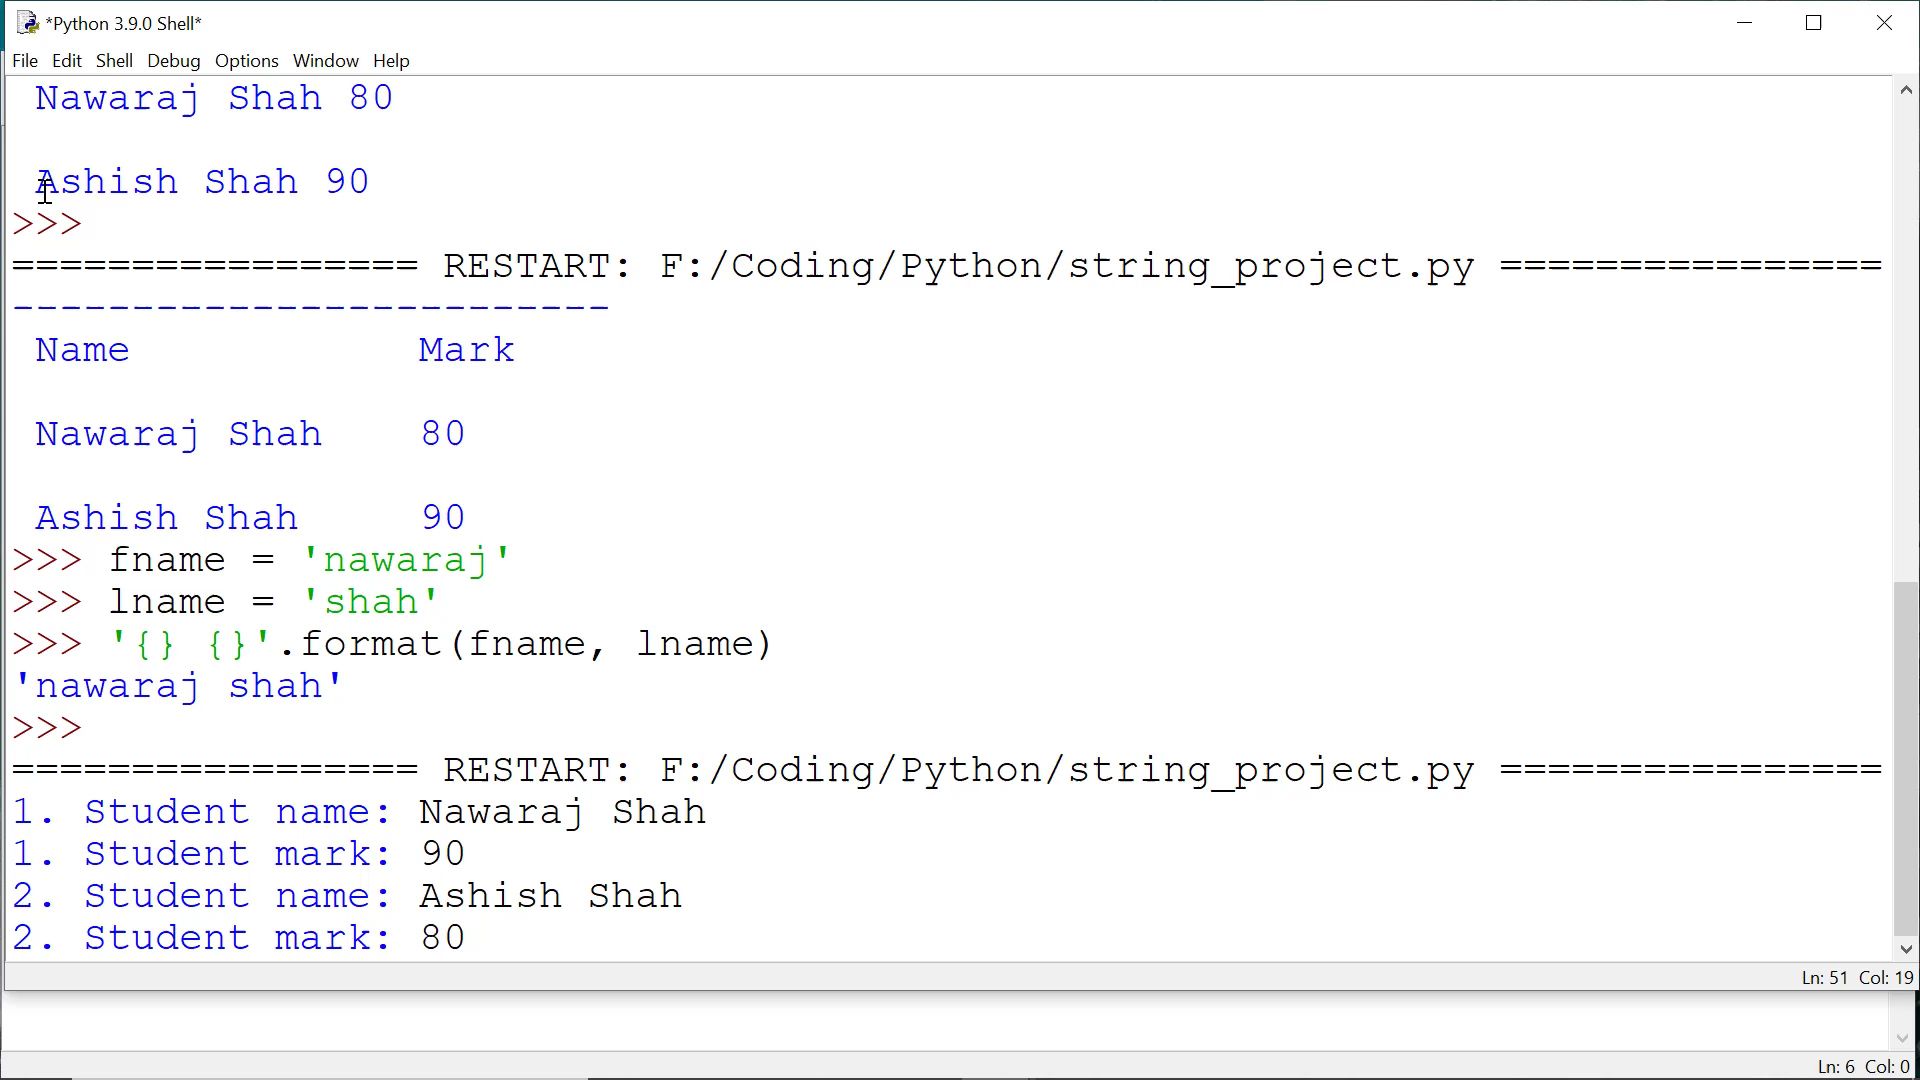 *Python 3.9.0 Shell*
File Edit Shell Debug Options Window Help
Nawaraj Shah 80
Ashish Shah 90
>>>
================= RESTART: F:/Coding/Python/string_project.py ================
-------------------------
Name            Mark
Nawaraj Shah    80
Ashish Shah     90
>>> fname = 'nawaraj'
>>> lname = 'shah'
>>> '{} {}'.format(fname, lname)
'nawaraj shah'
>>>
================= RESTART: F:/Coding/Python/string_project.py ================
1. Student name: Nawaraj Shah
1. Student mark: 90
2. Student name: Ashish Shah
2. Student mark: 80
Ln: 51 Col: 19
Ln: 6 Col: 0